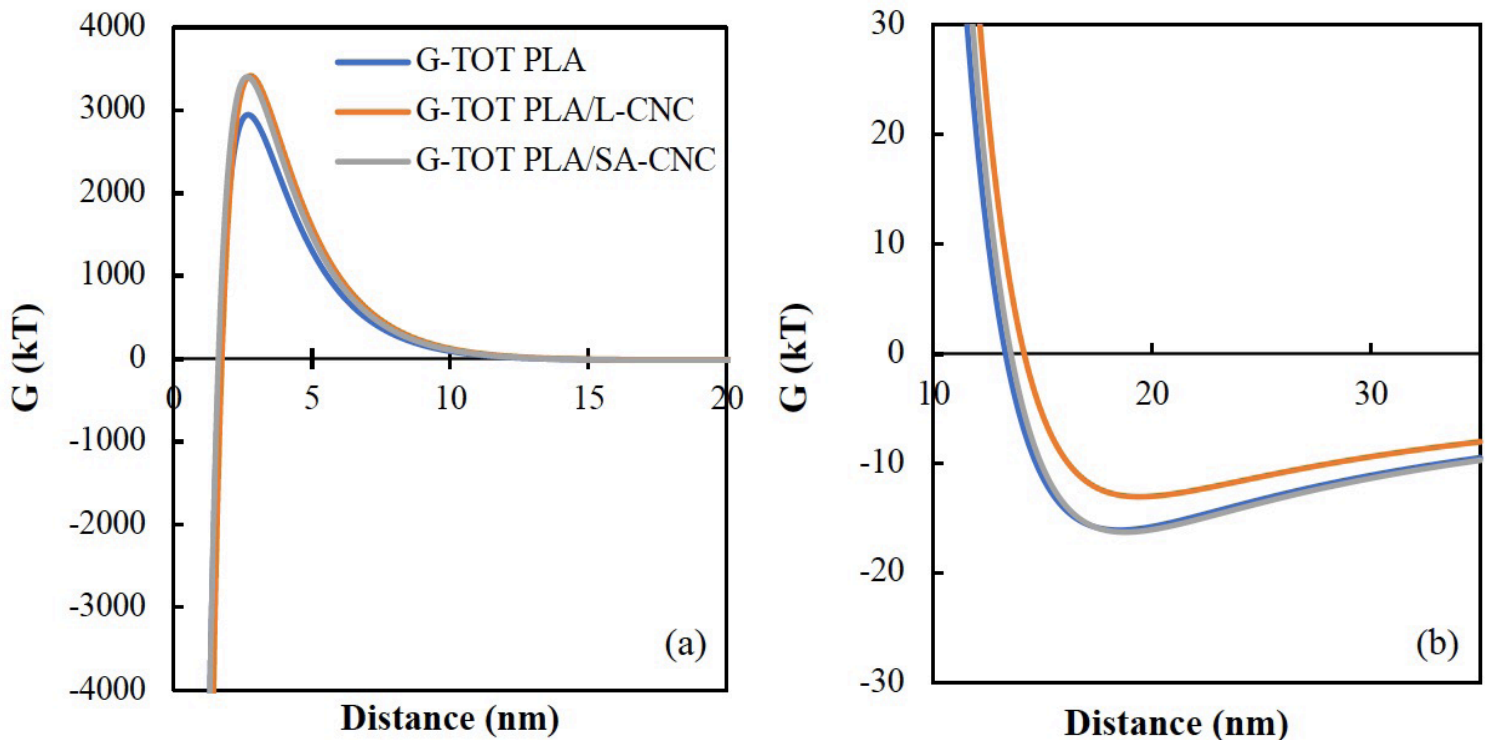 4000
3000
2000
1000
0
-1000
-2000
-3000
-4000
G (kT)
G-TOT PLA
G-TOT PLA/L-CNC
G-TOT PLA/SA-CNC
0 5 10 15 20
(a)
Distance (nm)
30
20
10
0
-10
-20
-30
G (kT)
10 20 30
(b)
Distance (nm)